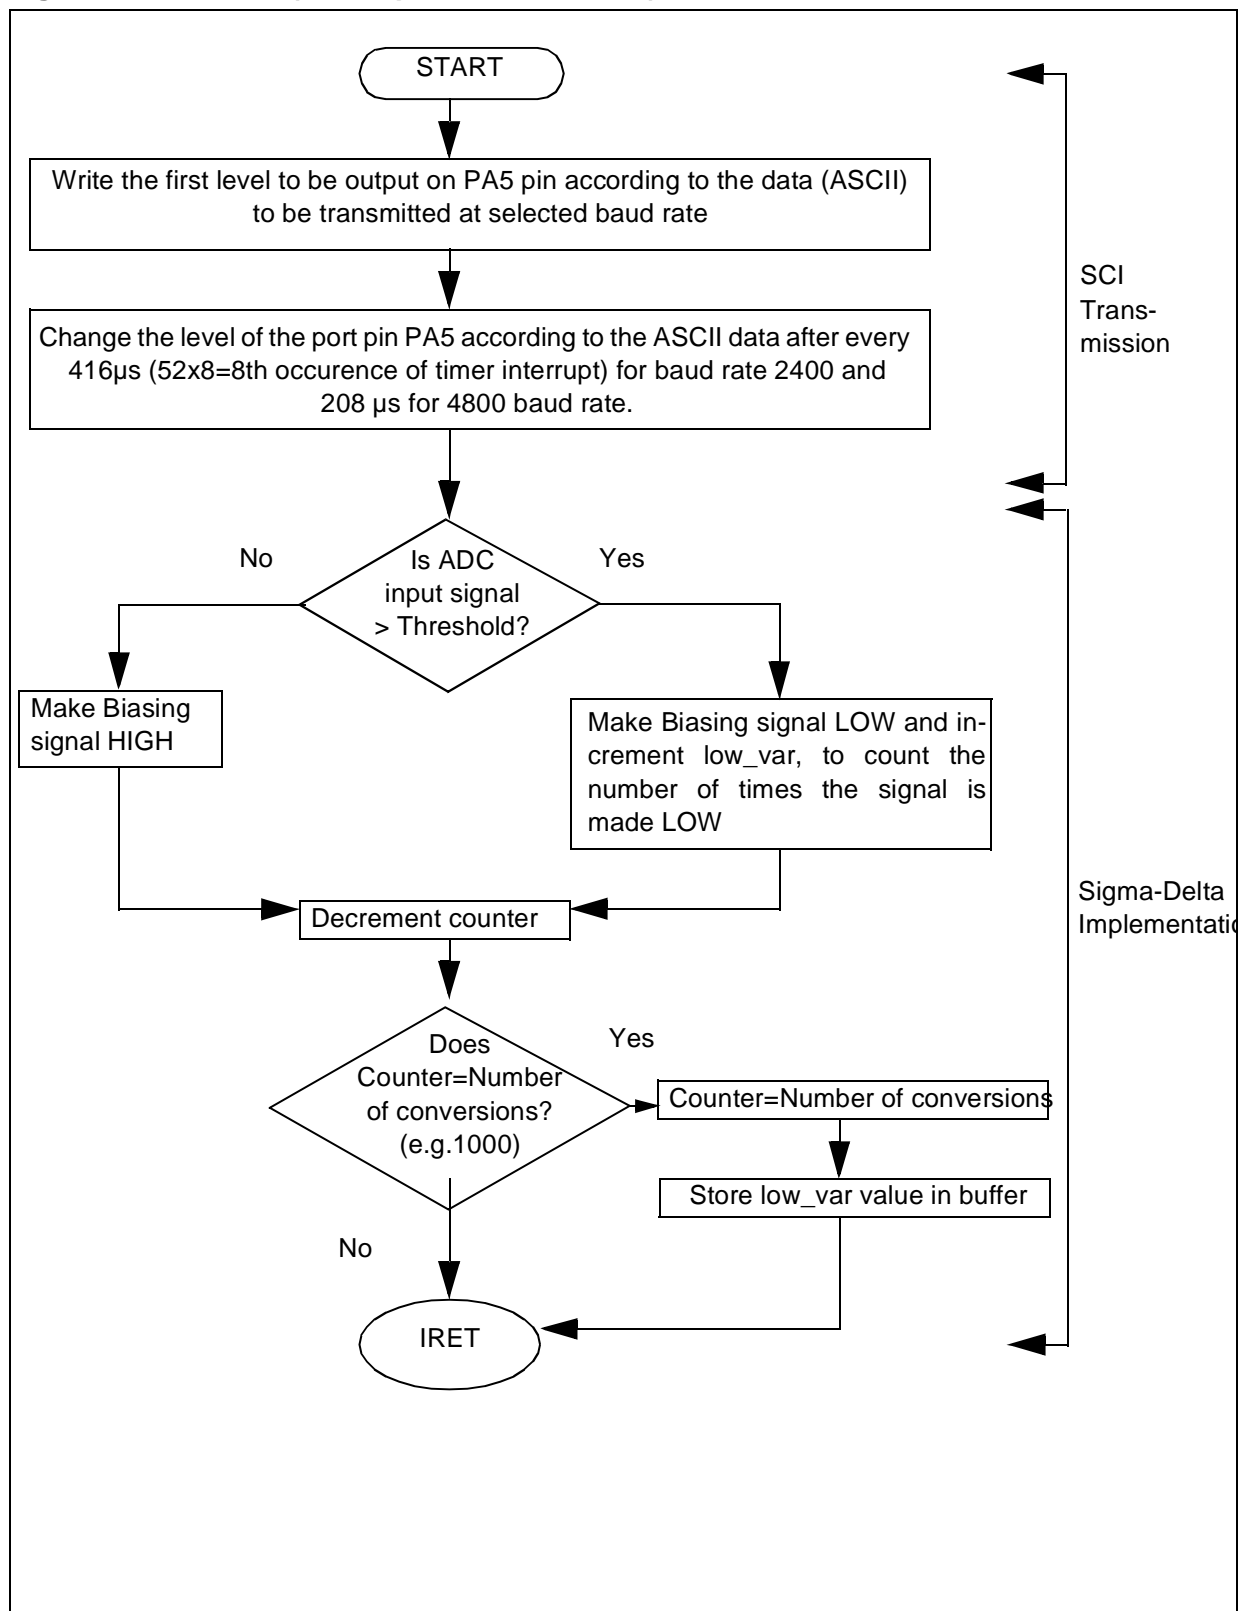 START
Write the first level to be output on PA5 pin according to the data (ASCII)
to be transmitted at selected baud rate
Change the level of the port pin PA5 according to the ASCII data after every
416µs (52x8=8th occurence of timer interrupt) for baud rate 2400 and
208 µs for 4800 baud rate.
SCI
Trans-
mission
No
Is ADC
input signal
> Threshold?
Yes
Make Biasing
signal HIGH
Make Biasing signal LOW and in-
crement low_var, to count the
number of times the signal is
made LOW
Decrement counter
Sigma-Delta
Implementatio
Does
Counter=Number
of conversions?
(e.g.1000)
Yes
Counter=Number of conversions
Store low_var value in buffer
No
IRET